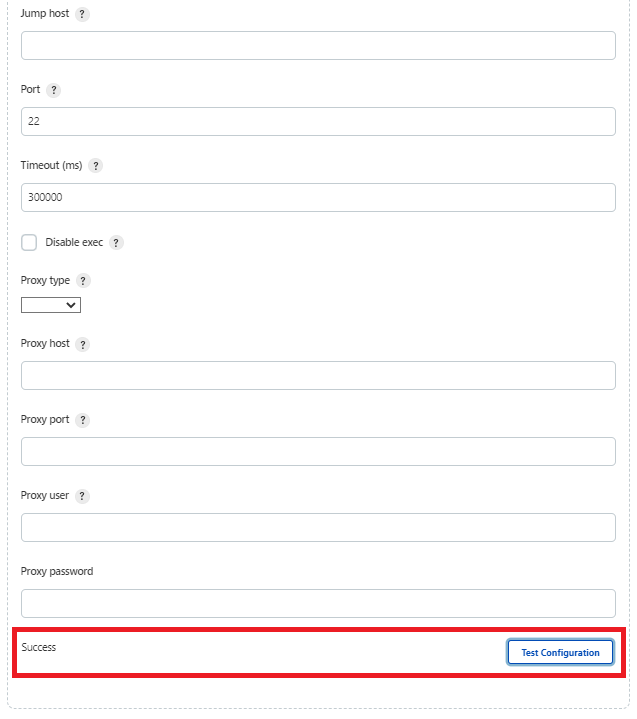 Jump host ?
Port ?
22
Timeout (ms) ?
300000
Disable exec ?
Proxy type ?
Proxy host ?
Proxy port ?
Proxy user ?
Proxy password
Success Test Configuration